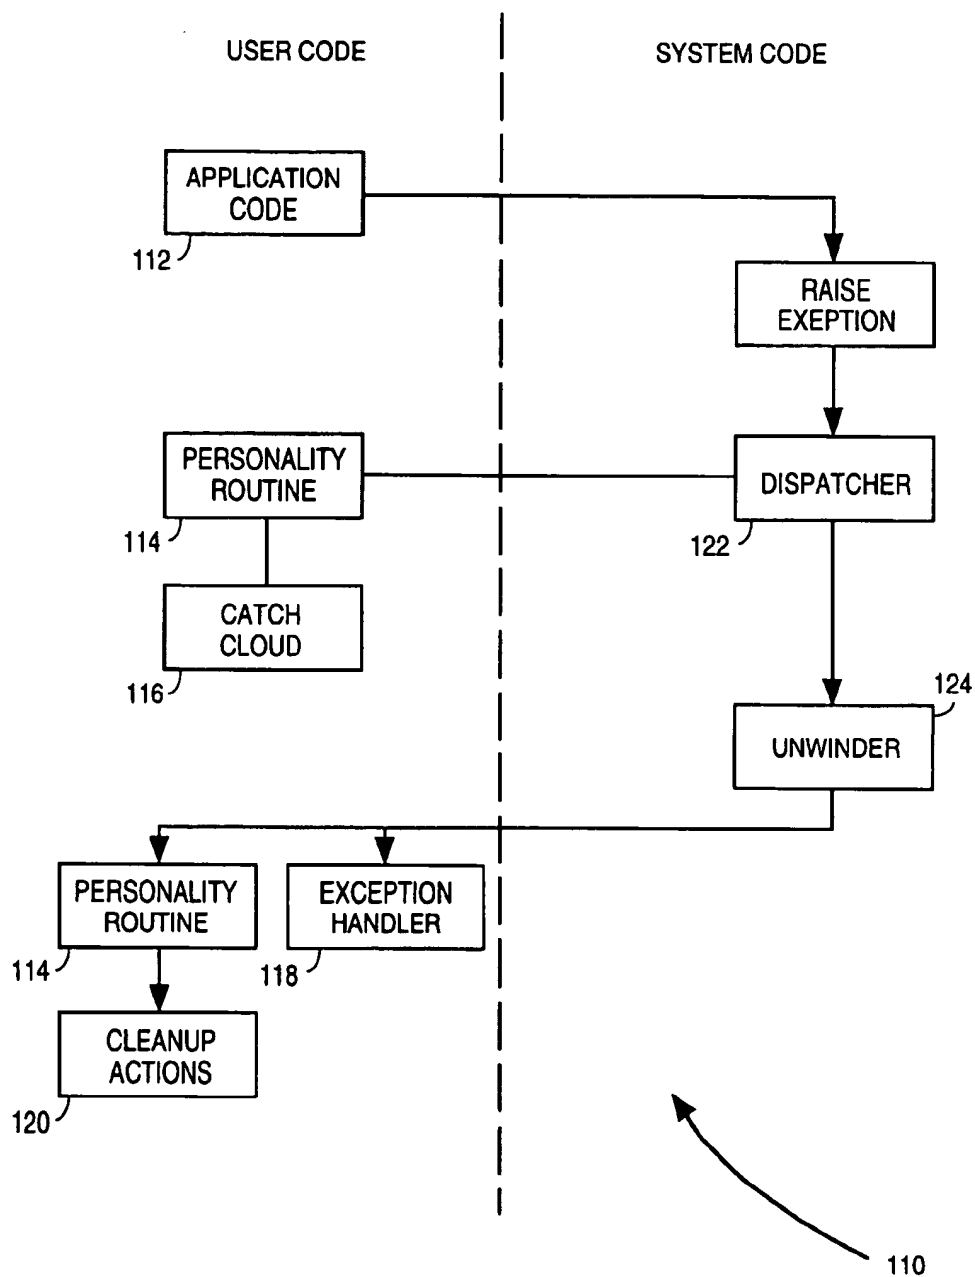 USER CODE
SYSTEM CODE
APPLICATION
CODE
112
RAISE
EXEPTION
PERSONALITY
ROUTINE
114
DISPATCHER
122
CATCH
CLOUD
116
124
UNWINDER
PERSONALITY
ROUTINE
114
EXCEPTION
HANDLER
118
CLEANUP
ACTIONS
120
110